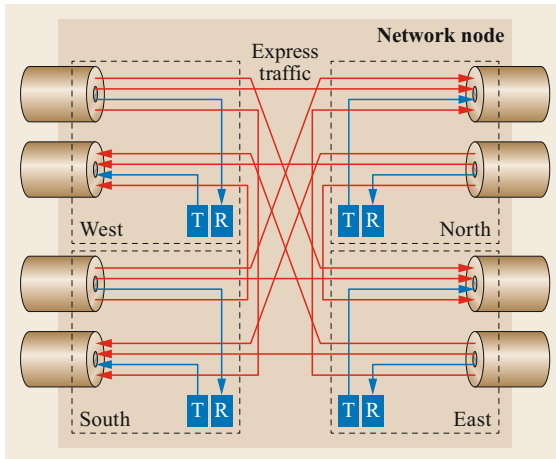 Network node
Express
traffic
T R
West
T R
North
T R
South
T R
East